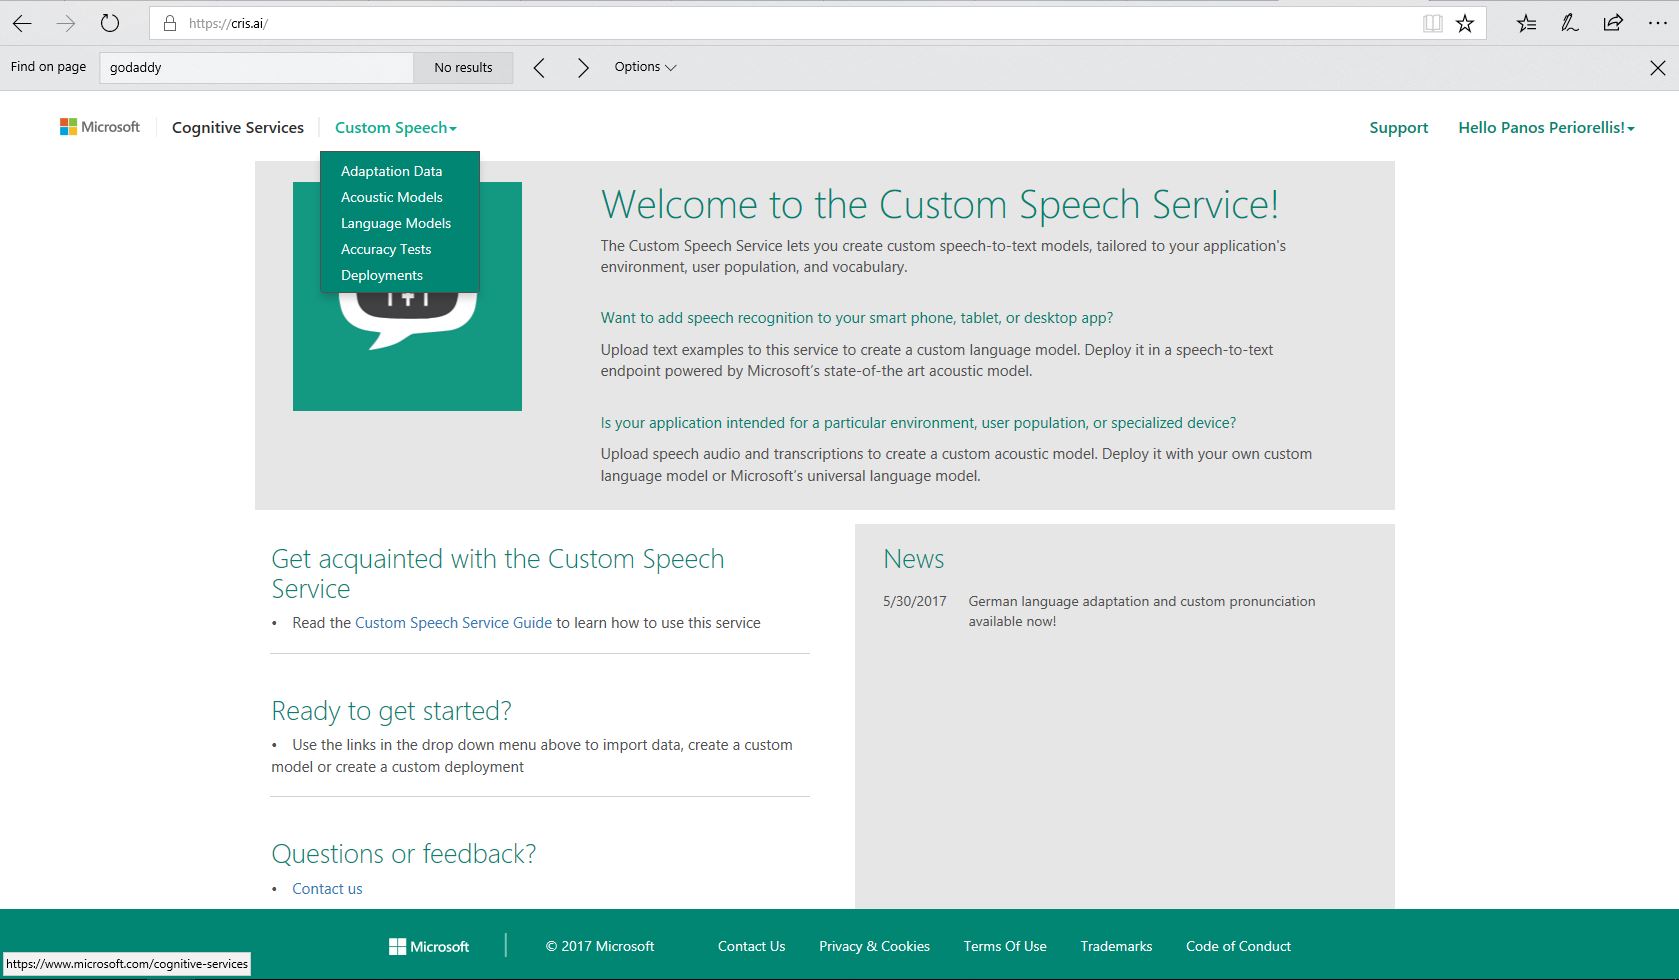 https://cris.ai/
Find on page godaddy No results Options
Microsoft Cognitive Services Custom Speech Support Hello Panos Periorellis!
Adaptation Data
Acoustic Models
Language Models
Accuracy Tests
Deployments
Welcome to the Custom Speech Service!
The Custom Speech Service lets you create custom speech-to-text models, tailored to your application's
environment, user population, and vocabulary.
Want to add speech recognition to your smart phone, tablet, or desktop app?
Upload text examples to this service to create a custom language model. Deploy it in a speech-to-text
endpoint powered by Microsoft’s state-of-the art acoustic model.
Is your application intended for a particular environment, user population, or specialized device?
Upload speech audio and transcriptions to create a custom acoustic model. Deploy it with your own custom
language model or Microsoft’s universal language model.
Get acquainted with the Custom Speech
Service
• Read the Custom Speech Service Guide to learn how to use this service
Ready to get started?
• Use the links in the drop down menu above to import data, create a custom
model or create a custom deployment
Questions or feedback?
• Contact us
News
5/30/2017 German language adaptation and custom pronunciation
available now!
Microsoft © 2017 Microsoft Contact Us Privacy & Cookies Terms Of Use Trademarks Code of Conduct
https://www.microsoft.com/cognitive-services